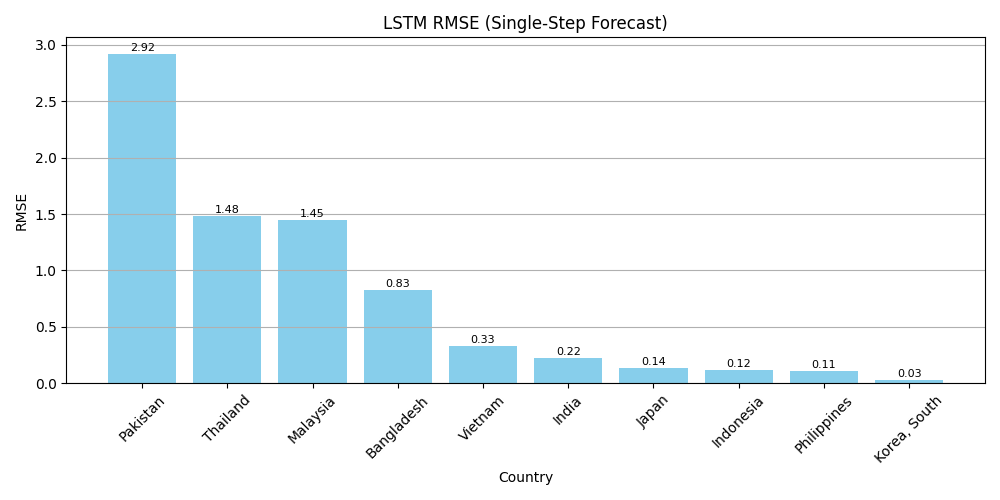 LSTM RMSE (Single-Step Forecast)
RMSE
3.0
2.5
2.0
1.5
1.0
0.5
0.0
2.92
1.48
1.45
0.83
0.33
0.22
0.14
0.12
0.11
0.03
Pakistan
Thailand
Malaysia
Bangladesh
Vietnam
India
Japan
Indonesia
Philippines
Korea, South
Country